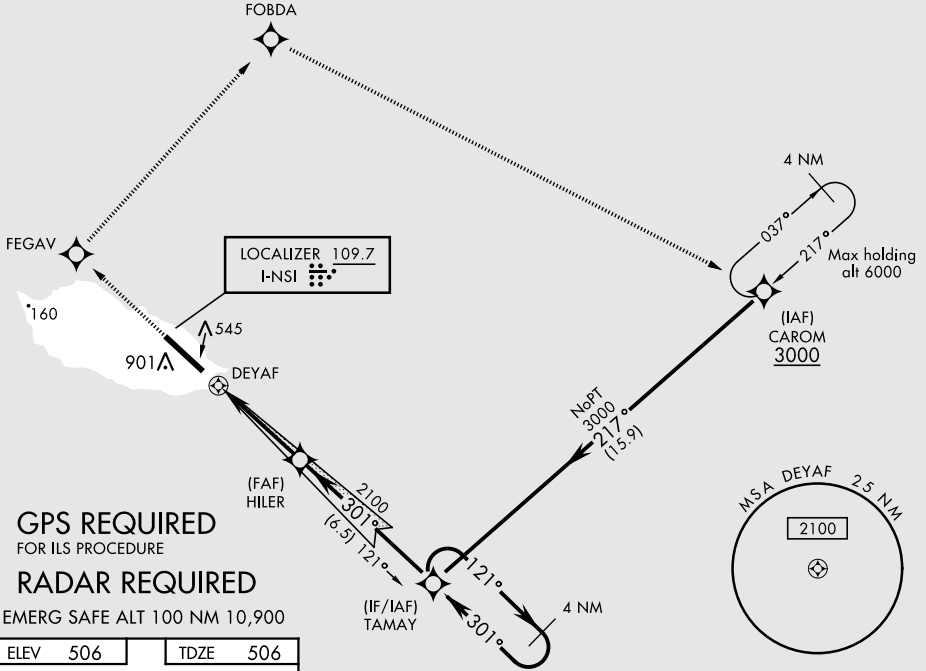 FOBDA
4 NM
037°
217°
Max holding
alt 6000
FEGAV
LOCALIZER 109.7
I-NSI
(IAF)
CAROM
3000
160
545
901
DEYAF
NoPT
3000
217°
(15.9)
(FAF)
HILER
2100
301°
(6.5)
121°
MSA DEYAF 25 NM
2100
GPS REQUIRED
FOR ILS PROCEDURE
RADAR REQUIRED
EMERG SAFE ALT 100 NM 10,900
(IF/IAF)
TAMAY
121°
301°
4 NM
ELEV 506
TDZE 506